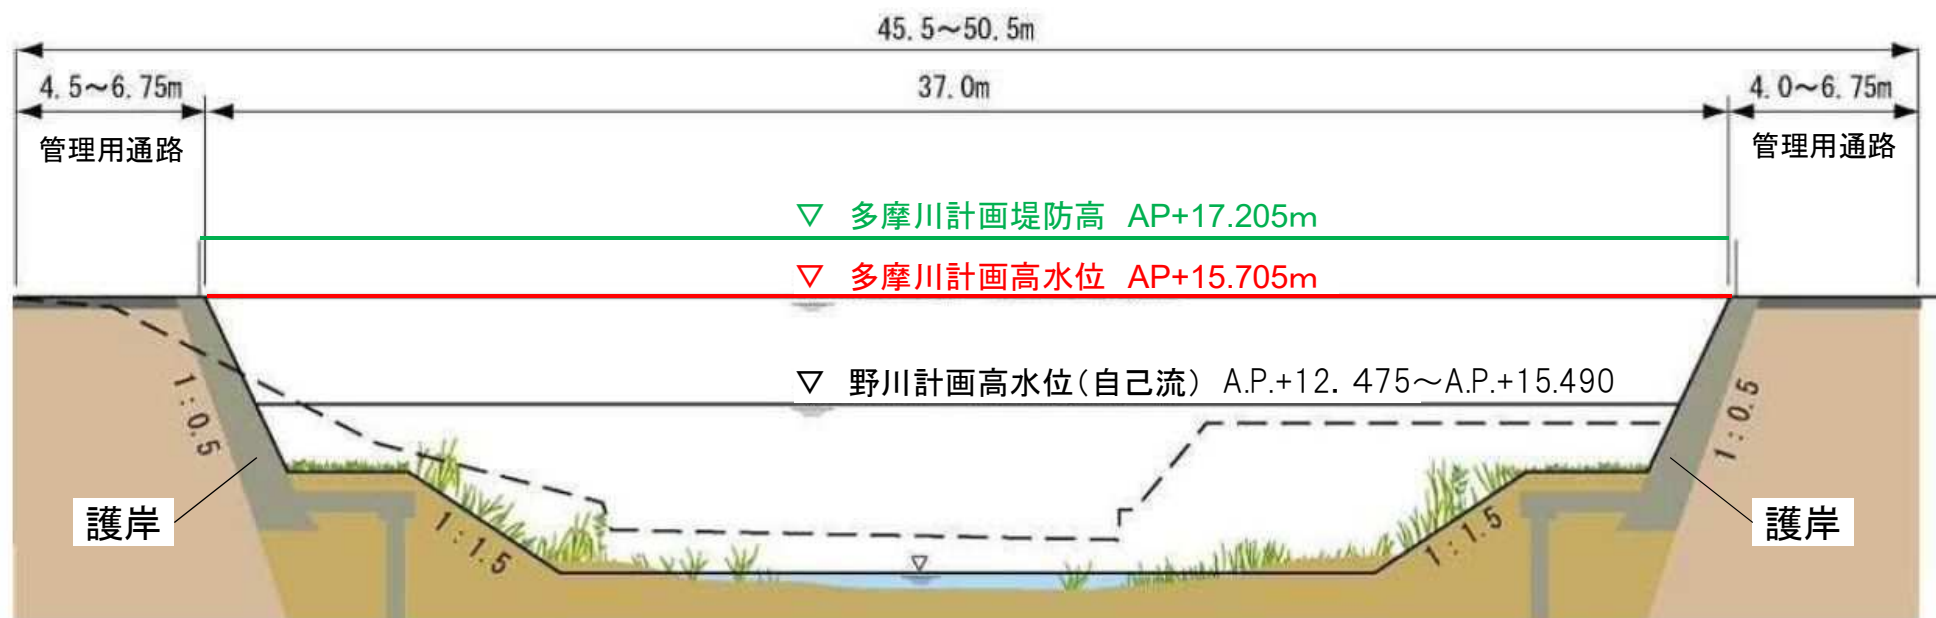 45.5～50.5m
4.5～6.75m
37.0m
4.0～6.75m
管理用通路
管理用通路
▽ 多摩川計画堤防高 AP+17.205m
▽ 多摩川計画高水位 AP+15.705m
▽ 野川計画高水位（自己流） A.P.+12．475～A.P.+15.490
1:0.5
1:0.5
護岸
護岸
1:1.5
1:1.5
▽